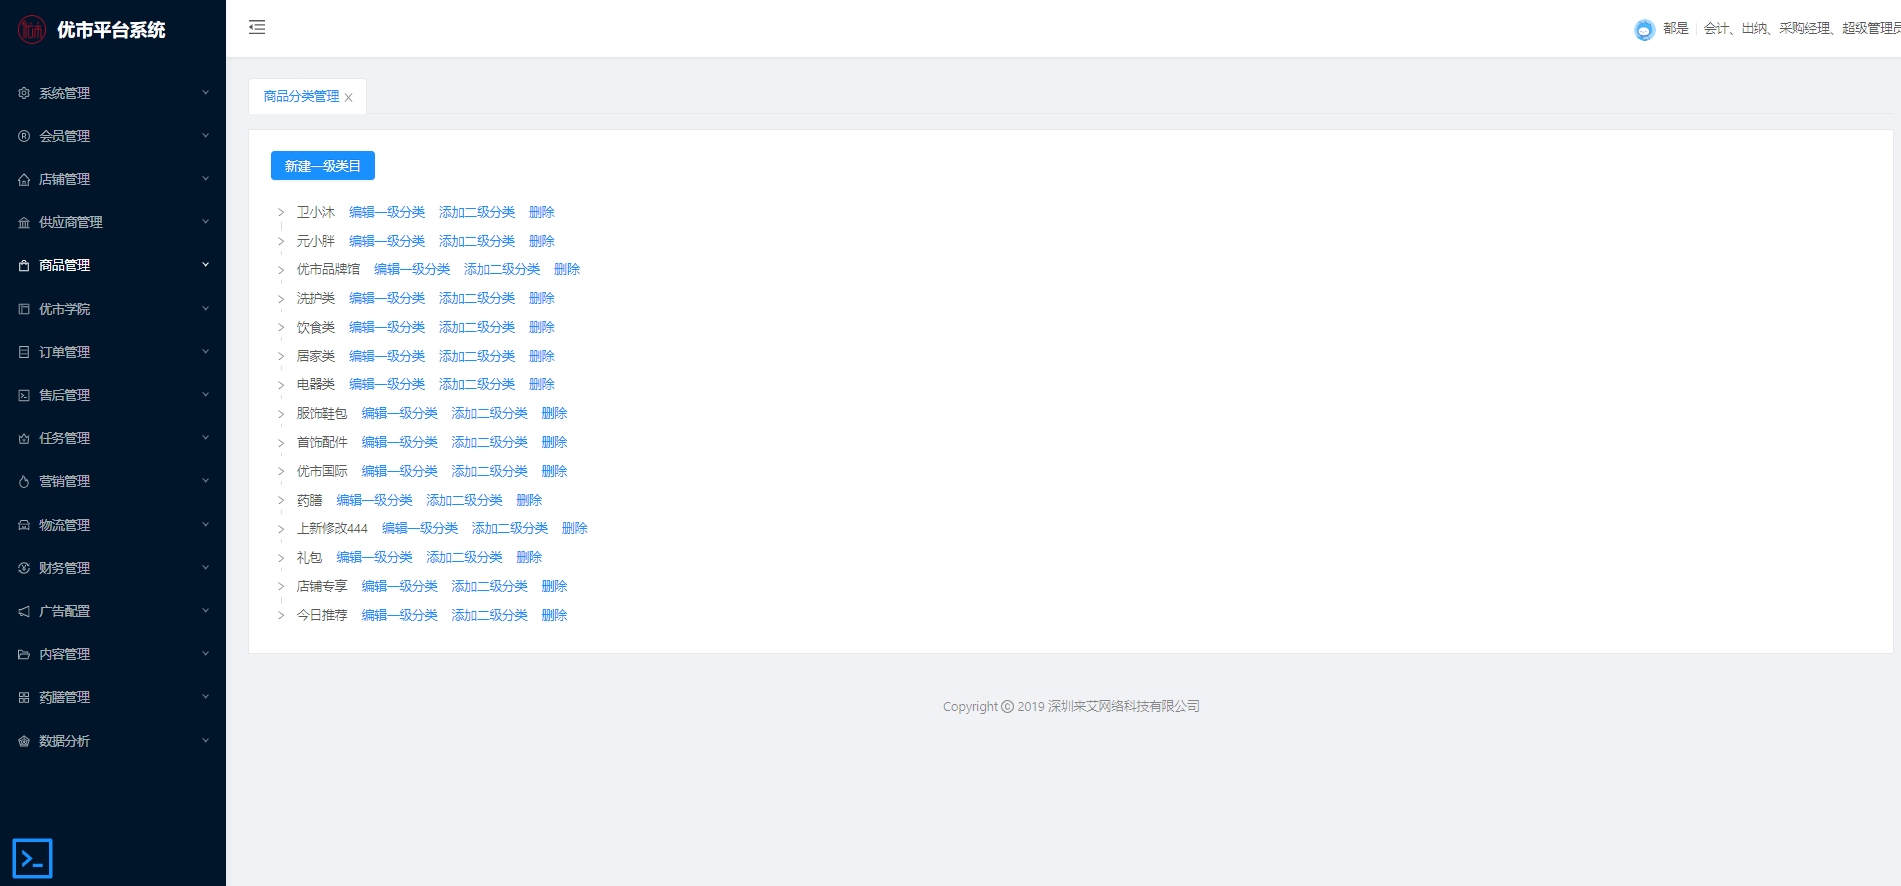 优市平台系统
都是 会计、出纳、采购经理、超级管理员
系统管理
会员管理
店铺管理
供应商管理
商品管理
优市学院
订单管理
售后管理
任务管理
营销管理
物流管理
财务管理
广告配置
内容管理
药膳管理
数据分析
商品分类管理
新建一级类目
卫小沐 编辑一级分类 添加二级分类 删除
元小胖 编辑一级分类 添加二级分类 删除
优市品牌馆 编辑一级分类 添加二级分类 删除
洗护类 编辑一级分类 添加二级分类 删除
饮食类 编辑一级分类 添加二级分类 删除
居家类 编辑一级分类 添加二级分类 删除
电器类 编辑一级分类 添加二级分类 删除
服饰鞋包 编辑一级分类 添加二级分类 删除
首饰配件 编辑一级分类 添加二级分类 删除
优市国际 编辑一级分类 添加二级分类 删除
药膳 编辑一级分类 添加二级分类 删除
上新修改444 编辑一级分类 添加二级分类 删除
礼包 编辑一级分类 添加二级分类 删除
店铺专享 编辑一级分类 添加二级分类 删除
今日推荐 编辑一级分类 添加二级分类 删除
Copyright © 2019 深圳来艾网络科技有限公司